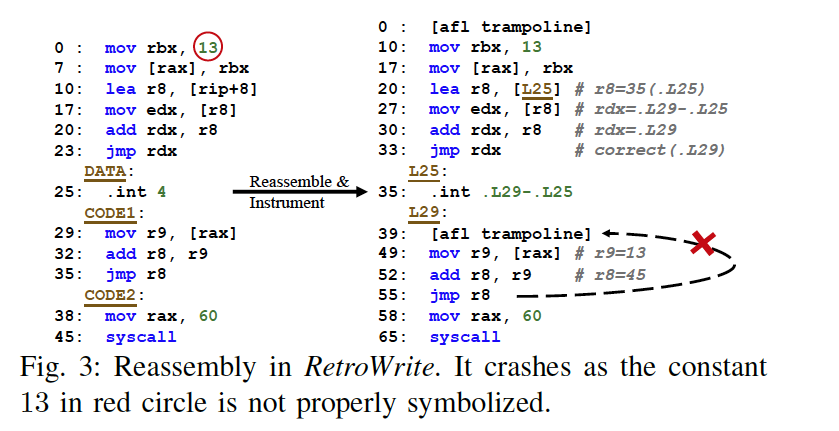 0 : mov rbx, 13
7 : mov [rax], rbx
10: lea r8, [rip+8]
17: mov edx, [r8]
20: add rdx, r8
23: jmp rdx
DATA:
25: .int 4
CODE1:
29: mov r9, [rax]
32: add r8, r9
35: jmp r8
CODE2:
38: mov rax, 60
45: syscall
Reassemble &
Instrument
0 : [afl trampoline]
10: mov rbx, 13
17: mov [rax], rbx
20: lea r8, [L25] # r8=35(.L25)
27: mov edx, [r8] # rdx=.L29-.L25
30: add rdx, r8 # rdx=.L29
33: jmp rdx # correct(.L29)
L25:
35: .int .L29-.L25
L29:
39: [afl trampoline]
49: mov r9, [rax] # r9=13
52: add r8, r9 # r8=45
55: jmp r8
58: mov rax, 60
65: syscall
Fig. 3: Reassembly in RetroWrite. It crashes as the constant
13 in red circle is not properly symbolized.